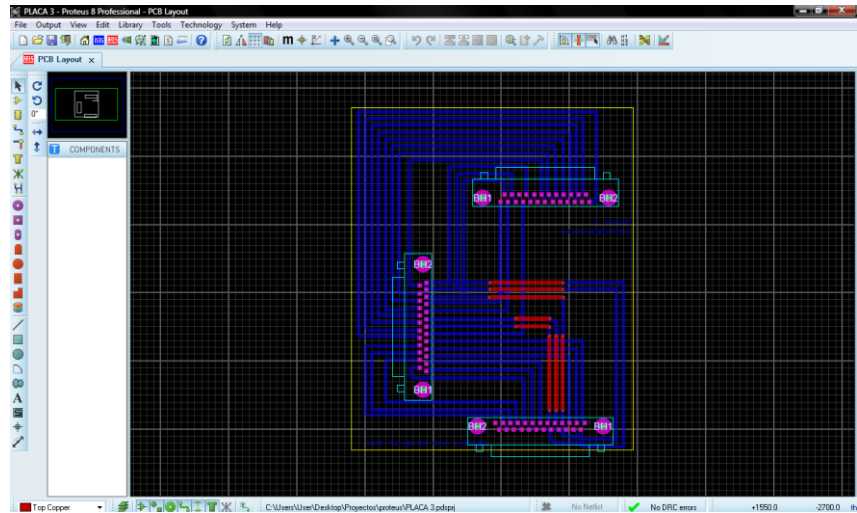 PLACA 3 - Proteus 8 Professional - PCB Layout
File Output View Edit Library Tools Technology System Help
PCB Layout x
0°
COMPONENTS
BH1 BH2
BH2
BH1
BH2 BH1
Top Copper
C:\Users\User\Desktop\Proyectos\proteus\PLACA 3.pdsprj
No Netlist
No DRC errors
+1550.0
-2700.0
th